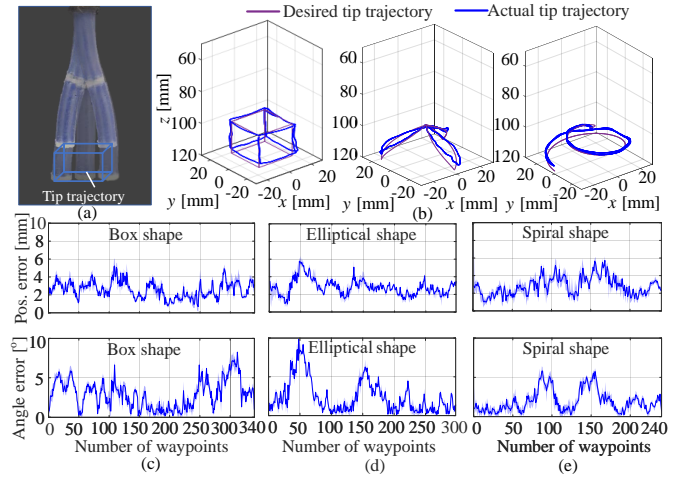 Desired tip trajectory Actual tip trajectory
Tip trajectory
(a)
z [mm]
60
80
100
120
20
0
-20
y [mm]
-20
0
20
x [mm]
60
80
100
120
20
0
-20
y [mm]
-20
0
20
x [mm]
(b)
60
80
100
120
20
0
-20
y [mm]
-20
0
20
x [mm]
Pos. error [mm]
10
8
6
4
2
0
Box shape
Elliptical shape
Spiral shape
Angle error [°]
10
5
0
Box shape
Elliptical shape
Spiral shape
0 50 100 150 200 250 300 340
0 50 100 150 200 250 300
0 50 100 150 200 240
Number of waypoints
Number of waypoints
Number of waypoints
(c)
(d)
(e)